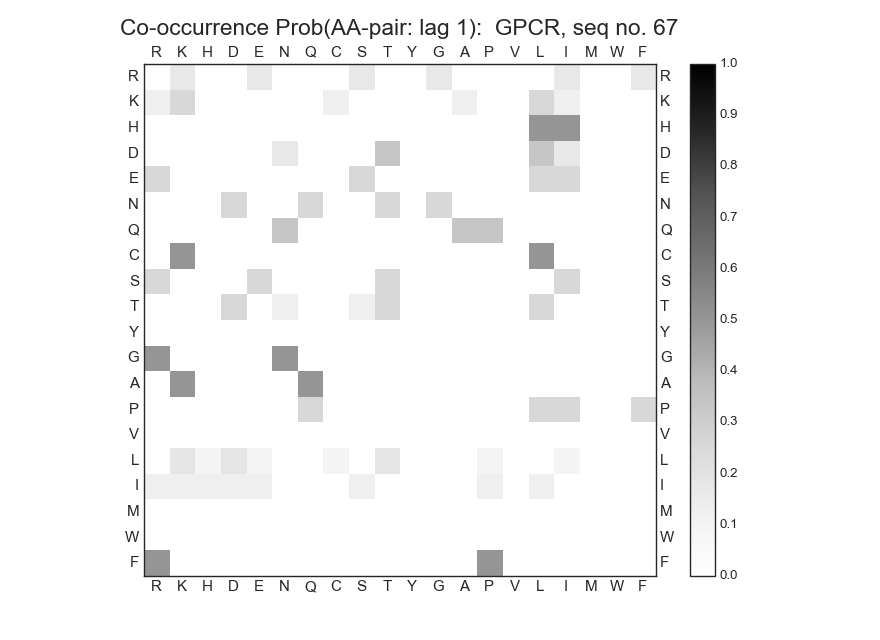 Co-occurrence Prob(AA-pair: lag 1):  GPCR, seq no. 67
R K H D E N Q C S T Y G A P V L I M W F
R R 1.0
K K 0.9
H H
D D 0.8
E E
N N 0.7
Q Q
C C 0.6
S S
T T 0.5
Y Y
G G 0.4
A A
P P 0.3
V V
L L 0.2
I I
M M 0.1
W W
F F 0.0
R K H D E N Q C S T Y G A P V L I M W F